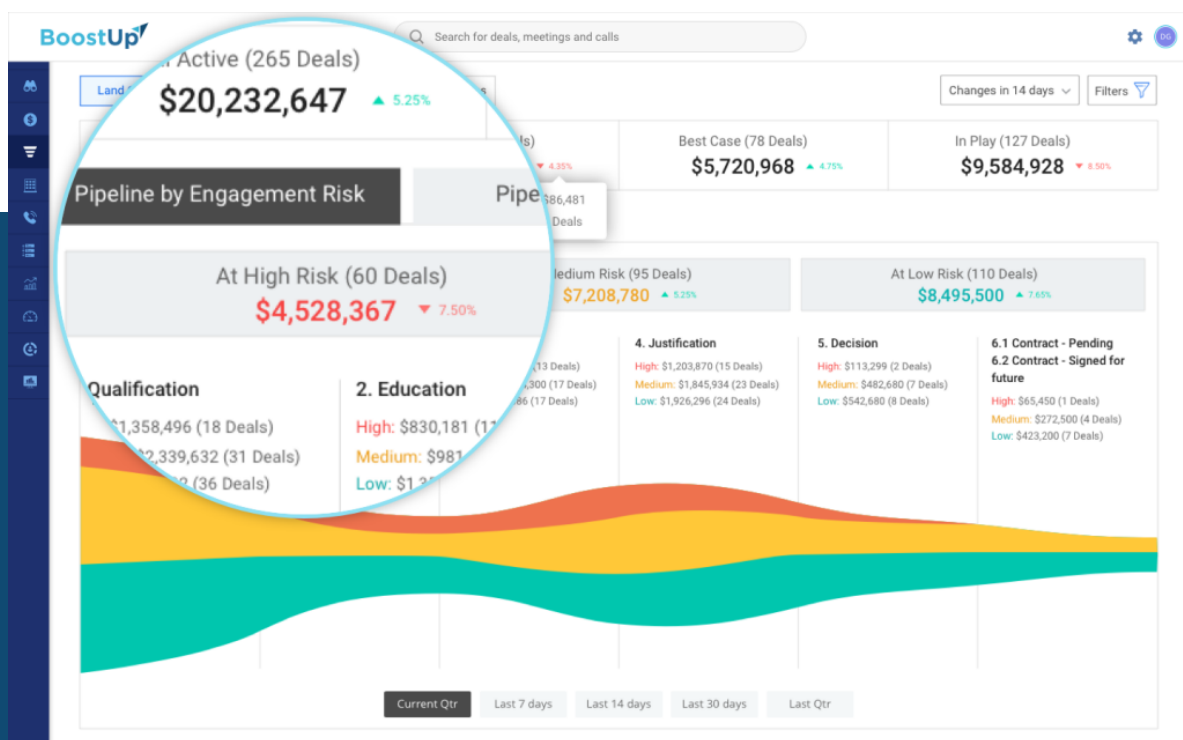 BoostUp
Search for deals, meetings and calls
DG
Land
Changes in 14 days
Filters
Active (265 Deals)
$20,232,647 ▲ 5.25%
▼ 4.35%
Best Case (78 Deals)
$5,720,968 ▲ 4.75%
In Play (127 Deals)
$9,584,928 ▼ 8.50%
$86,481
Deals
Pipeline by Engagement Risk
Pipe
At High Risk (60 Deals)
$4,528,367 ▼ 7.50%
Risk (95 Deals)
$7,208,780 ▲ 5.25%
At Low Risk (110 Deals)
$8,495,500 ▲ 7.65%
Qualification
$1,358,496 (18 Deals)
$2,339,632 (31 Deals)
(36 Deals)
2. Education
High: $830,181
Medium: $981
Low:
(13 Deals)
(17 Deals)
(17 Deals)
4. Justification
High: $1,203,870 (15 Deals)
Medium: $1,845,934 (23 Deals)
Low: $1,926,296 (24 Deals)
5. Decision
High: $113,299 (2 Deals)
Medium: $482,680 (7 Deals)
Low: $542,680 (8 Deals)
6.1 Contract - Pending
6.2 Contract - Signed for
future
High: $65,450 (1 Deals)
Medium: $272,500 (4 Deals)
Low: $423,200 (7 Deals)
Current Qtr
Last 7 days
Last 14 days
Last 30 days
Last Qtr